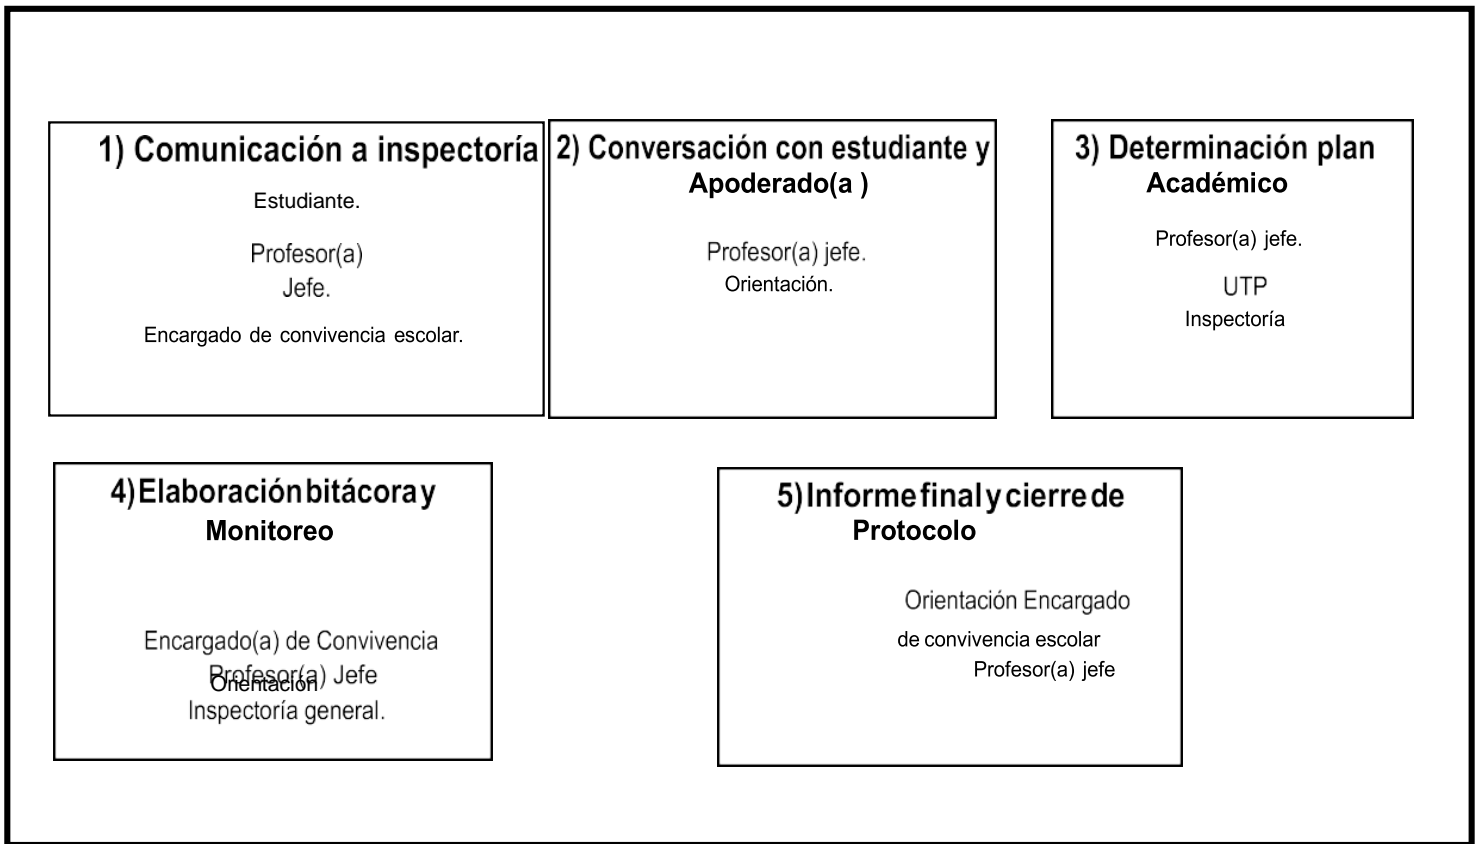 1) Comunicación a inspectoría
Estudiante.
Profesor(a)
Jefe.
Encargado de convivencia escolar.
2) Conversación con estudiante y
Apoderado(a )
Profesor(a) jefe.
Orientación.
3) Determinación plan
Académico
Profesor(a) jefe.
UTP
Inspectoría
4)Elaboración bitácora y
Monitoreo
Encargado(a) de Convivencia
Profesor(a) Jefe
Orientación
Inspectoría general.
5)Informe final y cierre de
Protocolo
Orientación Encargado
de convivencia escolar
Profesor(a) jefe